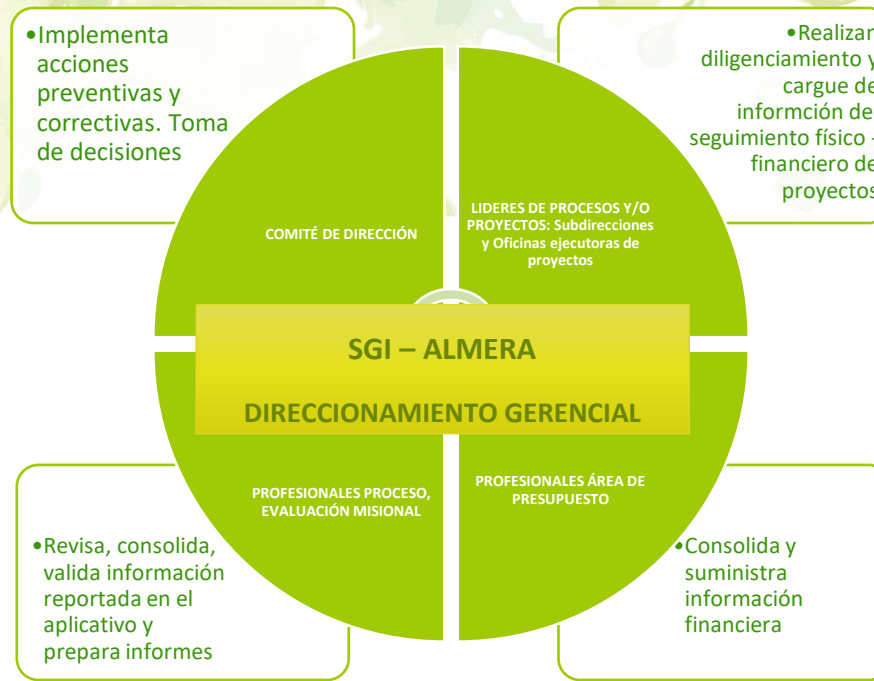 •Implementa
acciones
preventivas y
correctivas. Toma
de decisiones
•Realizar
diligenciamiento y
cargue de
informción de
seguimiento físico -
financiero de
proyectos
COMITÉ DE DIRECCIÓN
LIDERES DE PROCESOS Y/O
PROYECTOS: Subdirecciones
y Oficinas ejecutoras de
proyectos
SGI – ALMERA
DIRECCIONAMIENTO GERENCIAL
PROFESIONALES PROCESO,
EVALUACIÓN MISIONAL
PROFESIONALES ÁREA DE
PRESUPUESTO
•Revisa, consolida,
valida información
reportada en el
aplicativo y
prepara informes
•Consolida y
suministra
información
financiera